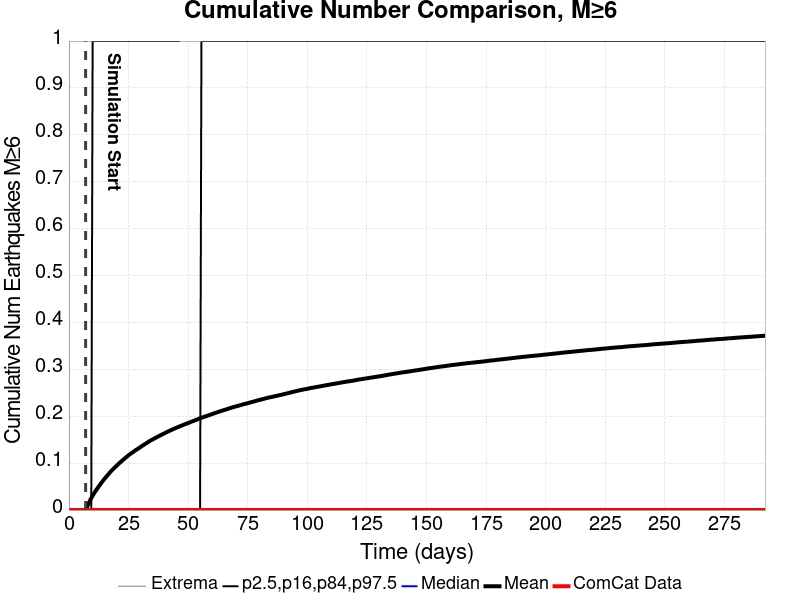 Cumulative Number Comparison, M≥6
Cumulative Num Earthquakes M≥6
1
0.9
0.8
0.7
0.6
0.5
0.4
0.3
0.2
0.1
0
Simulation Start
0 25 50 75 100 125 150 175 200 225 250 275
Time (days)
Extrema p2.5,p16,p84,p97.5 Median Mean ComCat Data